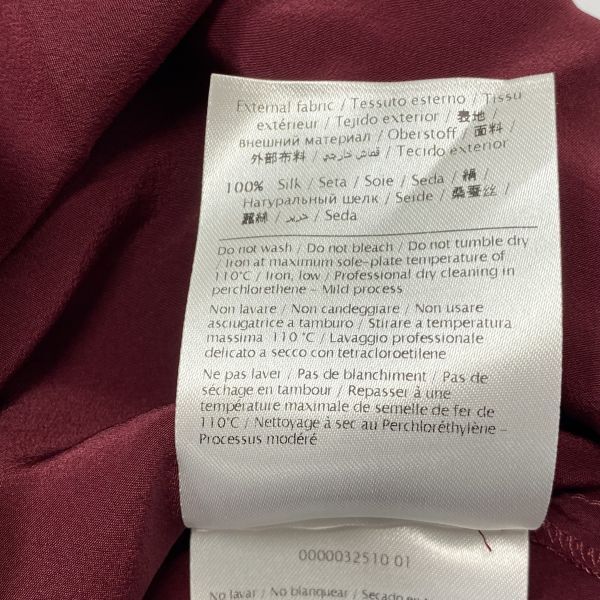 External fabric / Tessuto esterno / Tissu
extérieur / Tejido exterior / 表地 /
внешний материал / Oberstoff / 面料 /
外部布料 / قماش خارجي / Tecido exterior
100% Silk / Seta / Soie / Seda / 絹 /
Натуральный шелк / Seide / 桑蚕丝 /
蠶絲 / حرير / Seda
Do not wash / Do not bleach / Do not tumble dry
/ Iron at maximum sole-plate temperature of
110°C / Iron, low / Professional dry cleaning in
perchlorethene – Mild process
Non lavare / Non candeggiare / Non usare
asciugatrice a tamburo / Stirare a temperatura
massima 110 °C / Lavaggio professionale
delicato a secco con tetracloroetilene
Ne pas laver / Pas de blanchiment / Pas de
séchage en tambour / Repasser à une
température maximale de semelle de fer de
110°C / Nettoyage à sec au Perchloréthylène –
Processus modéré
0000032510 01
No lavar / No blanquear / Secado en